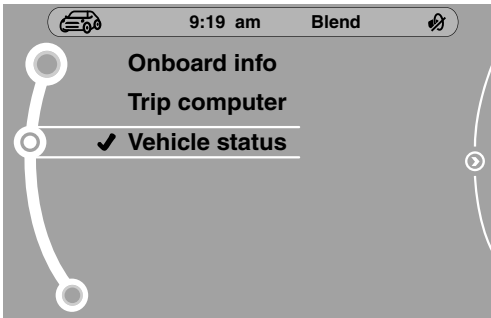 9:19 am Blend
Onboard info
Trip computer
✔ Vehicle status